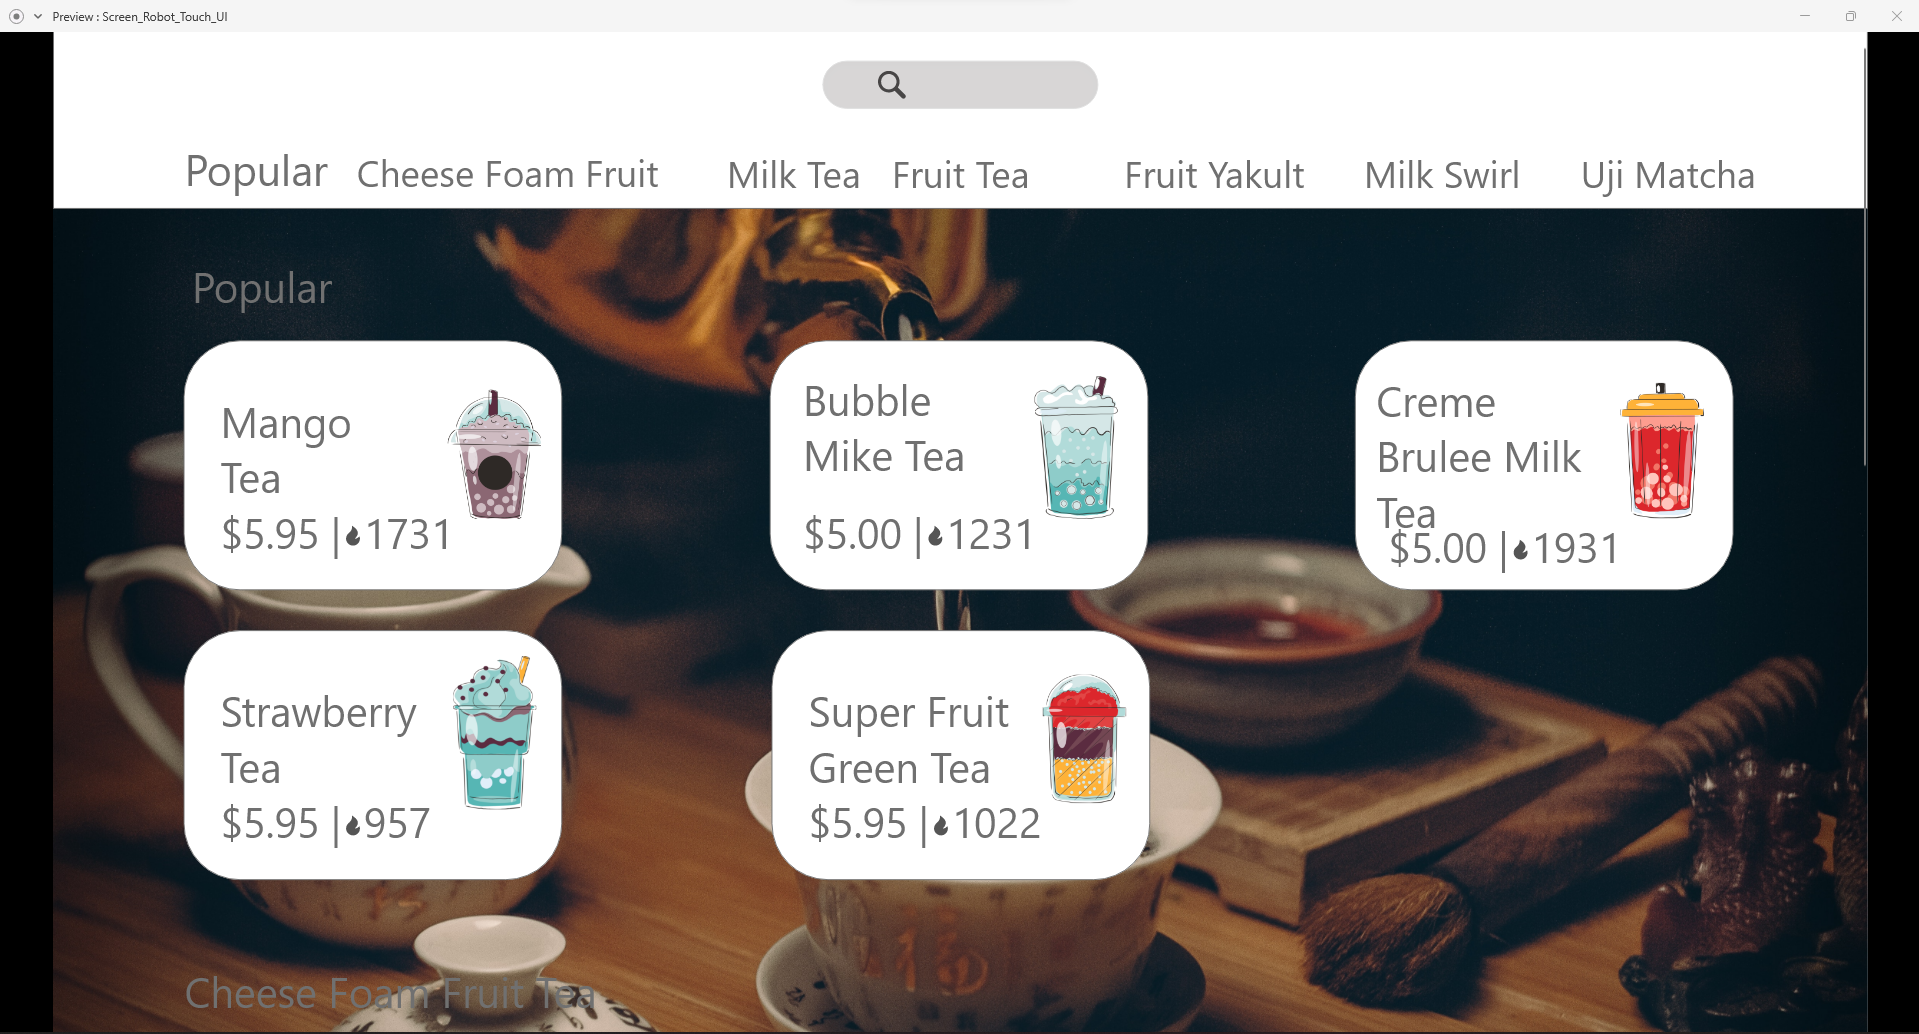 Preview : Screen_Robot_Touch_UI
Popular Cheese Foam Fruit Milk Tea Fruit Tea Fruit Yakult Milk Swirl Uji Matcha
Popular
Mango
Tea
$5.95 | 1731
Bubble
Mike Tea
$5.00 | 1231
Creme
Brulee Milk
Tea
$5.00 | 1931
Strawberry
Tea
$5.95 | 957
Super Fruit
Green Tea
$5.95 | 1022
Cheese Foam Fruit Tea